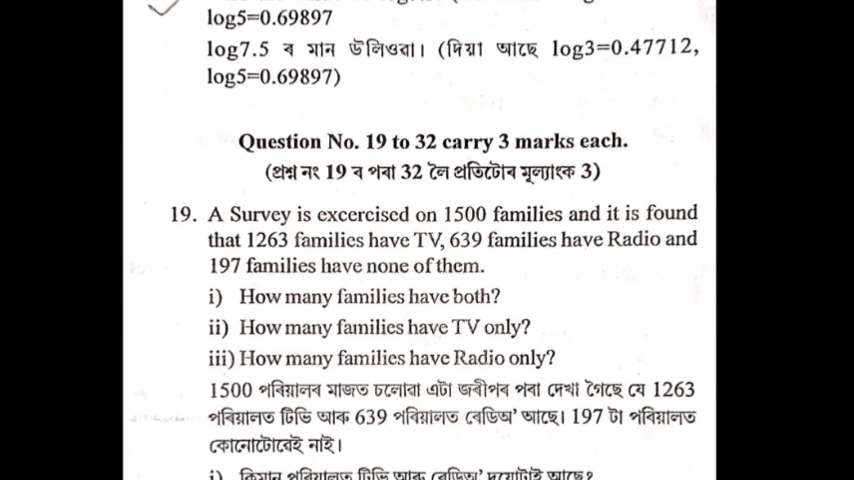 log5=0.69897
log7.5 ৰ মান উলিওৱা। (দিয়া আছে log3=0.47712,
log5=0.69897)
Question No. 19 to 32 carry 3 marks each.
(প্ৰশ্ন নং 19 ৰ পৰা 32 লৈ প্ৰতিটোৰ মূল্যাংক 3)
19. A Survey is excercised on 1500 families and it is found
that 1263 families have TV, 639 families have Radio and
197 families have none of them.
i) How many families have both?
ii) How many families have TV only?
iii) How many families have Radio only?
1500 পৰিয়ালৰ মাজত চলোৱা এটা জৰীপৰ পৰা দেখা গৈছে যে 1263
পৰিয়ালত টিভি আৰু 639 পৰিয়ালত ৰেডিঅ' আছে। 197 টা পৰিয়ালত
কোনোটোৱেই নাই।
i) কিমান পৰিয়ালত টিভি আৰু ৰেডিঅ' দুয়োটাই আছে?